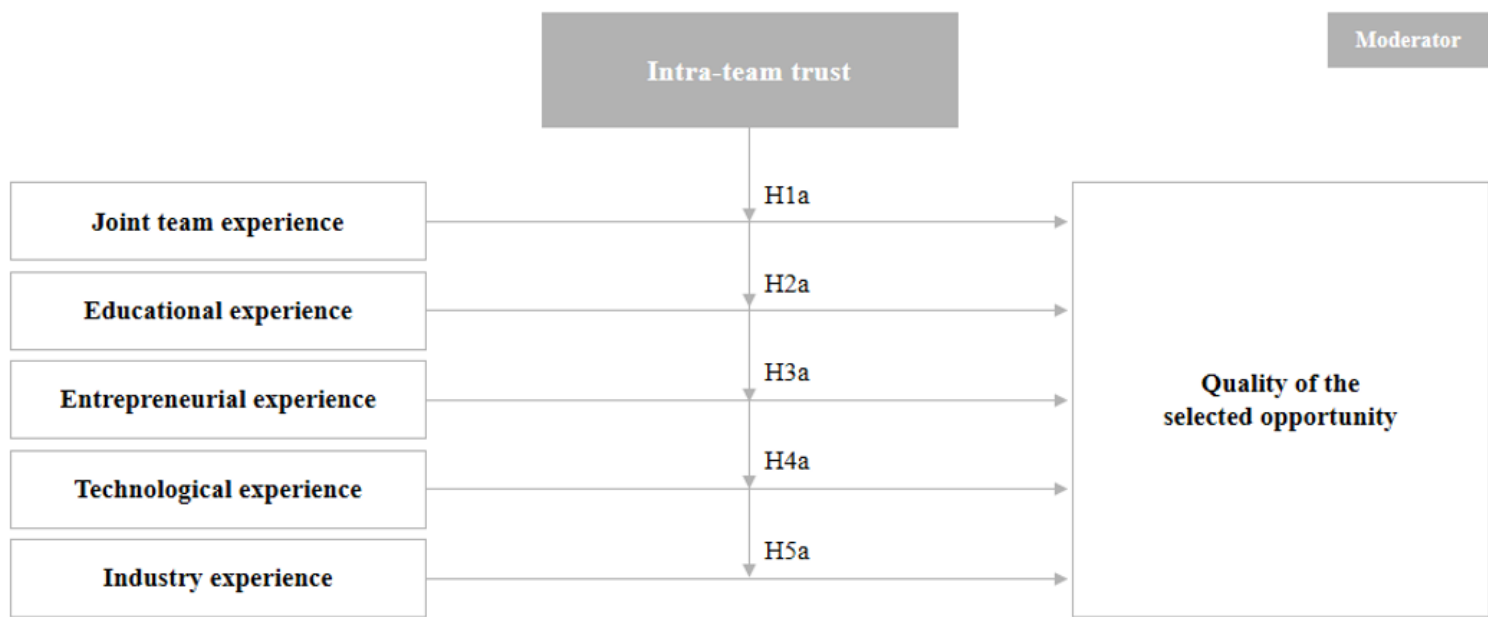 Intra-team trust
Moderator
H1a
Joint team experience
H2a
Educational experience
H3a
Entrepreneurial experience
Quality of the
selected opportunity
H4a
Technological experience
H5a
Industry experience